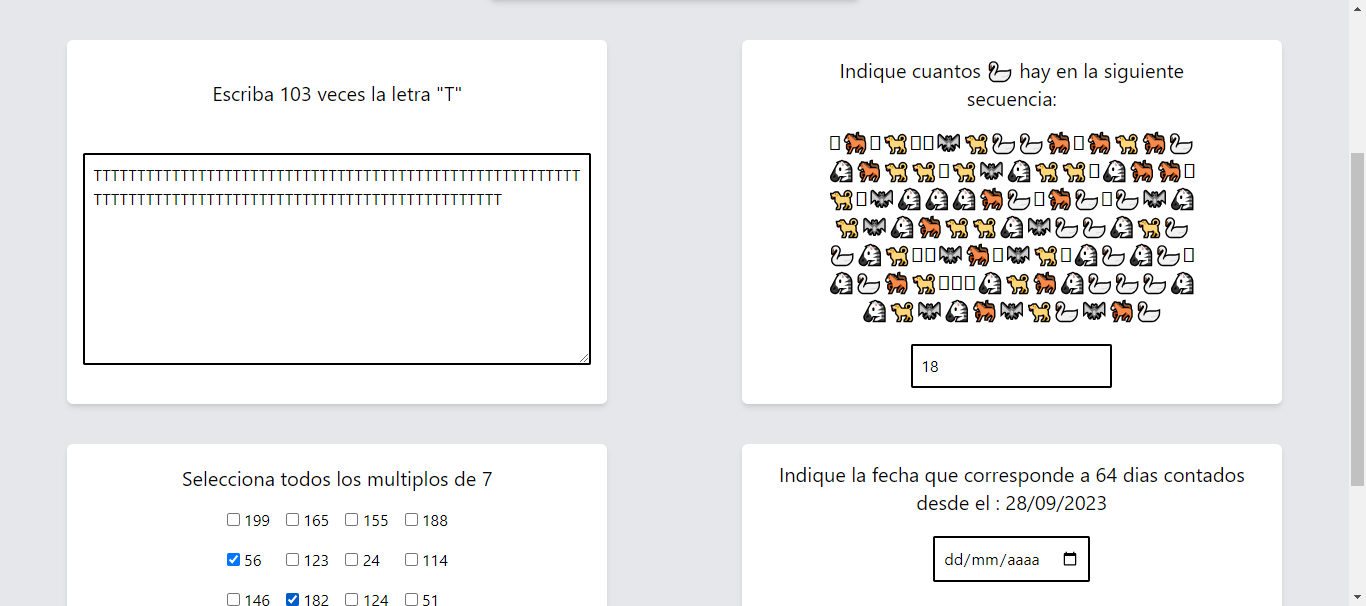 Escriba 103 veces la letra "T"
TTTTTTTTTTTTTTTTTTTTTTTTTTTTTTTTTTTTTTTTTTTTTTTTTTTTTTTT
TTTTTTTTTTTTTTTTTTTTTTTTTTTTTTTTTTTTTTTTTTTTTTT
Indique cuantos 🦢 hay en la siguiente
secuencia:
18
Selecciona todos los multiplos de 7
199 165 155 188
56 123 24 114
146 182 124 51
Indique la fecha que corresponde a 64 dias contados
desde el : 28/09/2023
dd/mm/aaaa